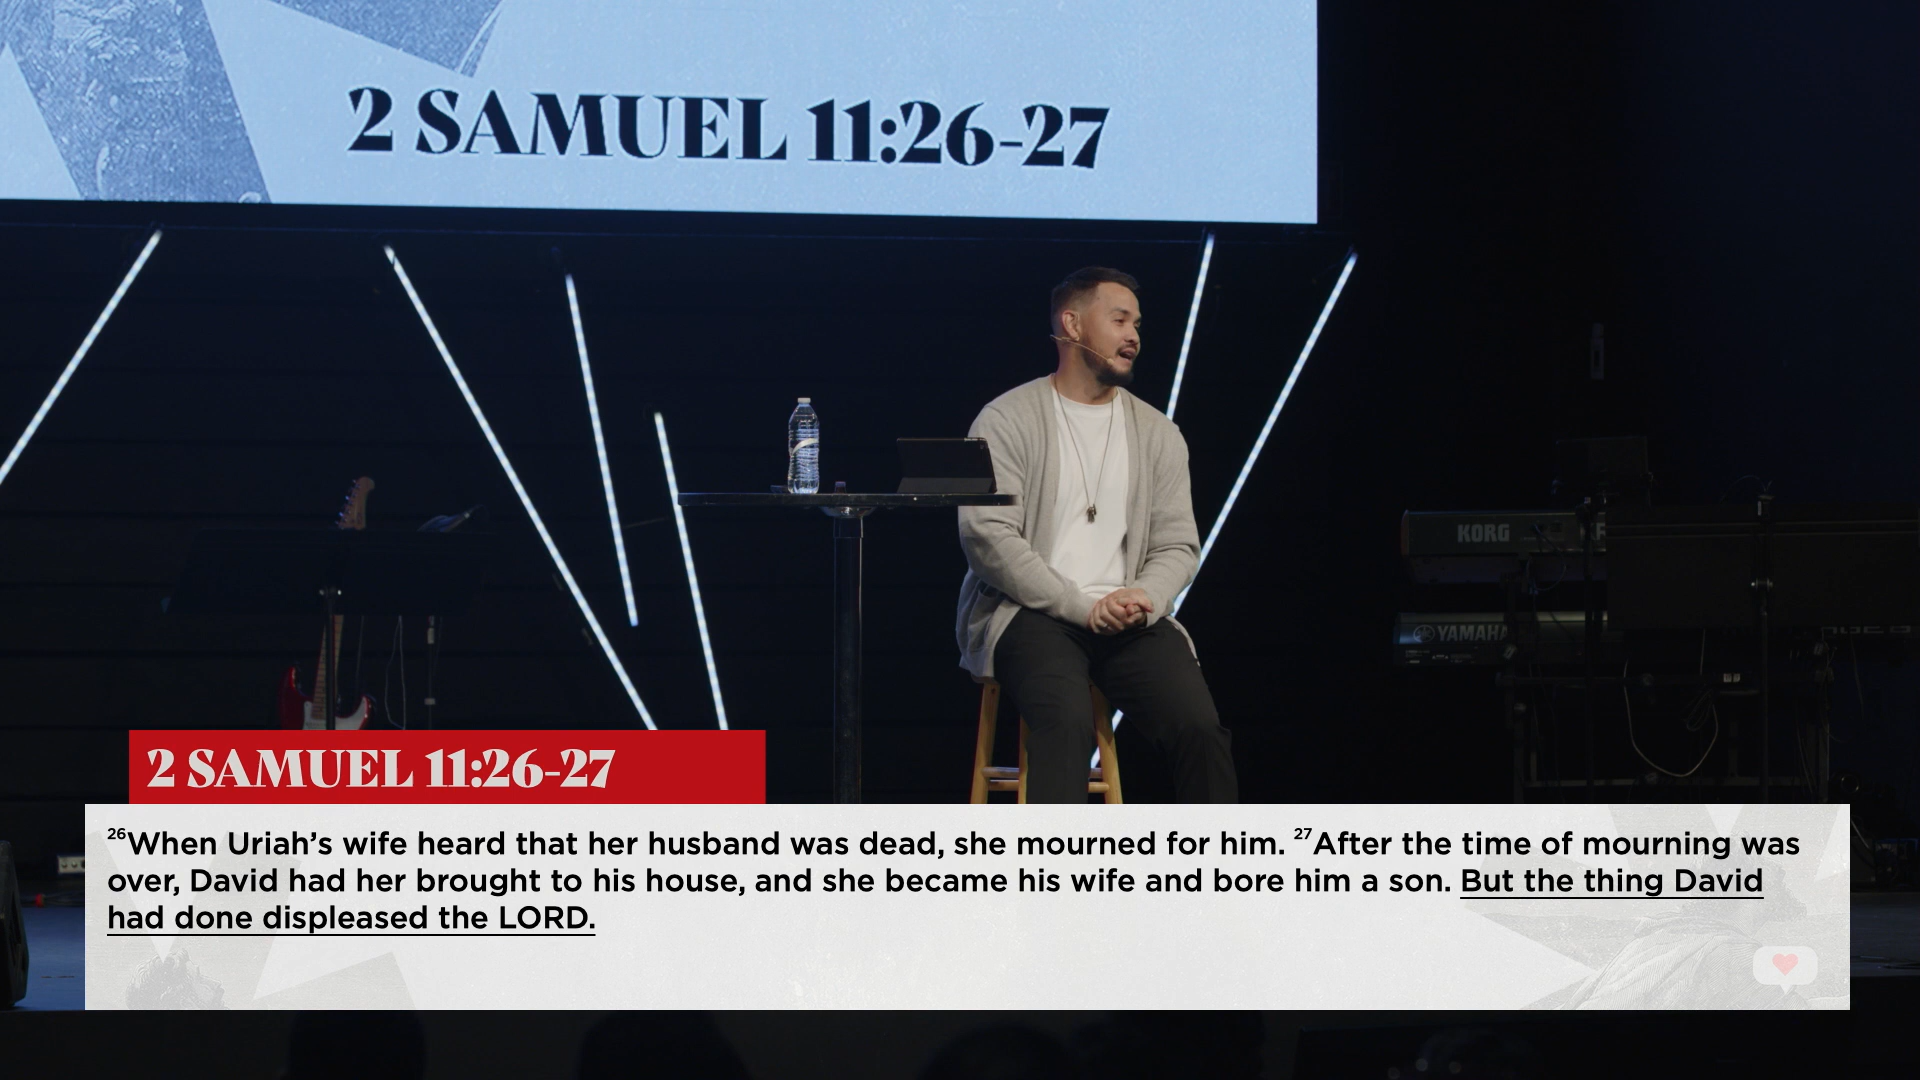 2 SAMUEL 11:26-27
KORG
KR
YAMAHA
2 SAMUEL 11:26-27
26When Uriah’s wife heard that her husband was dead, she mourned for him. 27After the time of mourning was
over, David had her brought to his house, and she became his wife and bore him a son. But the thing David
had done displeased the LORD.